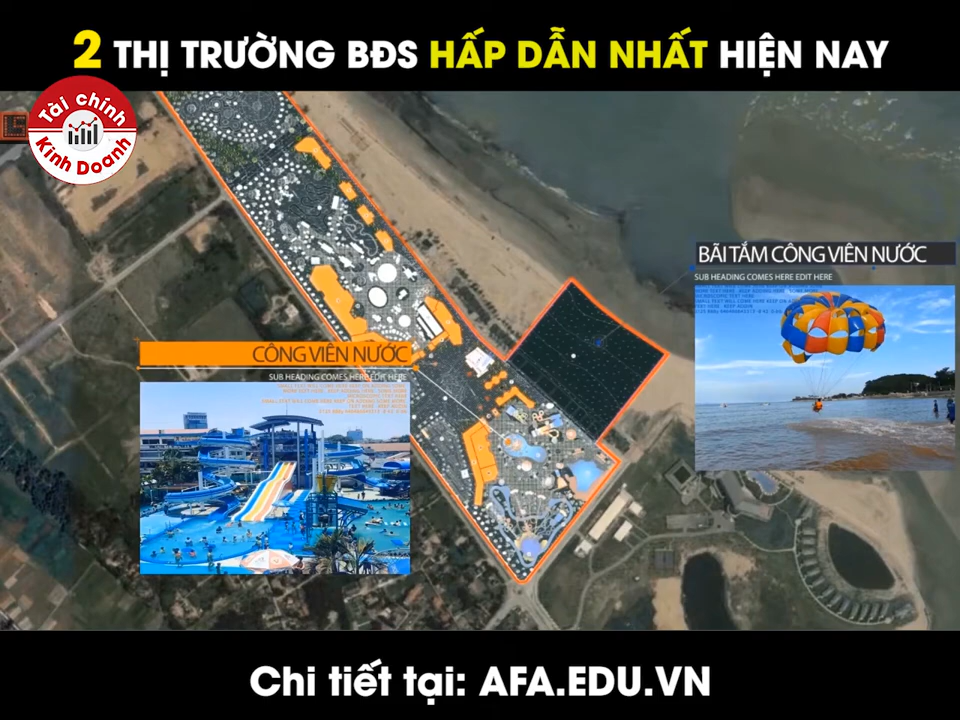 2 THỊ TRƯỜNG BĐS HẤP DẪN NHẤT HIỆN NAY
Tài chính
Kinh Doanh
BÃI TẮM CÔNG VIÊN NƯỚC
SUB HEADING COMES HERE EDIT HERE
CÔNG VIÊN NƯỚC
SUB HEADING COMES HERE EDIT HERE
Chi tiết tại: AFA.EDU.VN